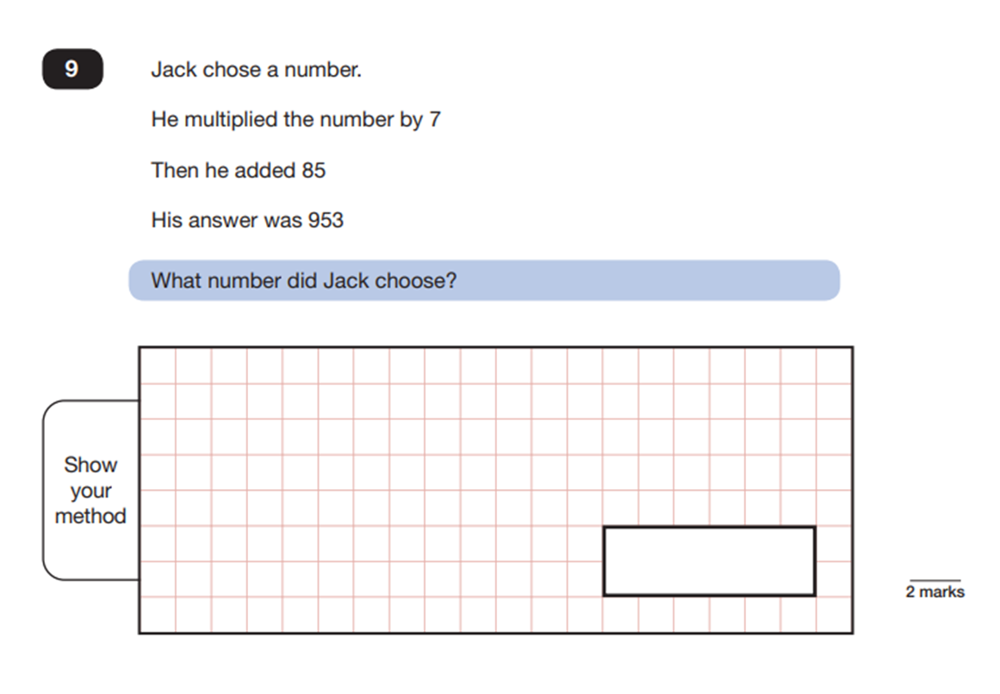 9
Jack chose a number.
He multiplied the number by 7
Then he added 85
His answer was 953
What number did Jack choose?
Show
your
method
2 marks